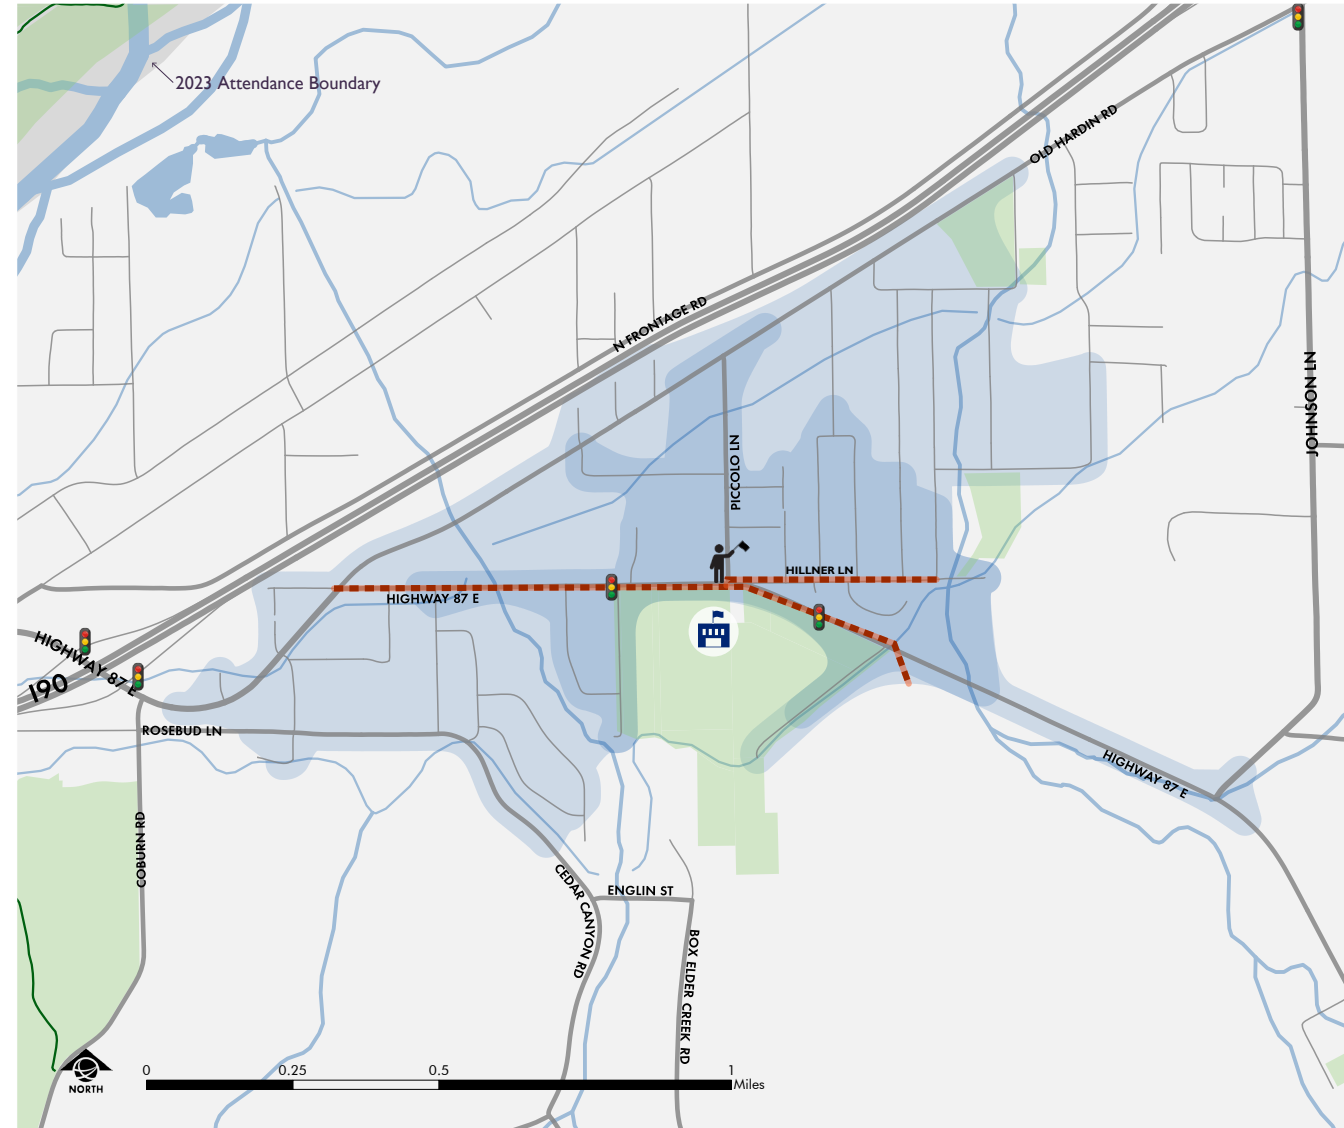 2023 Attendance Boundary
OLD HARDIN RD
N FRONTAGE RD
JOHNSON LN
PICCOLO LN
HILLNER LN
HIGHWAY 87 E
HIGHWAY 87 E
I90
ROSEBUD LN
HIGHWAY 87 E
COBURN RD
CEDAR CANYON RD
ENGLIN ST
BOX ELDER CREEK RD
NORTH
0 0.25 0.5 1
Miles